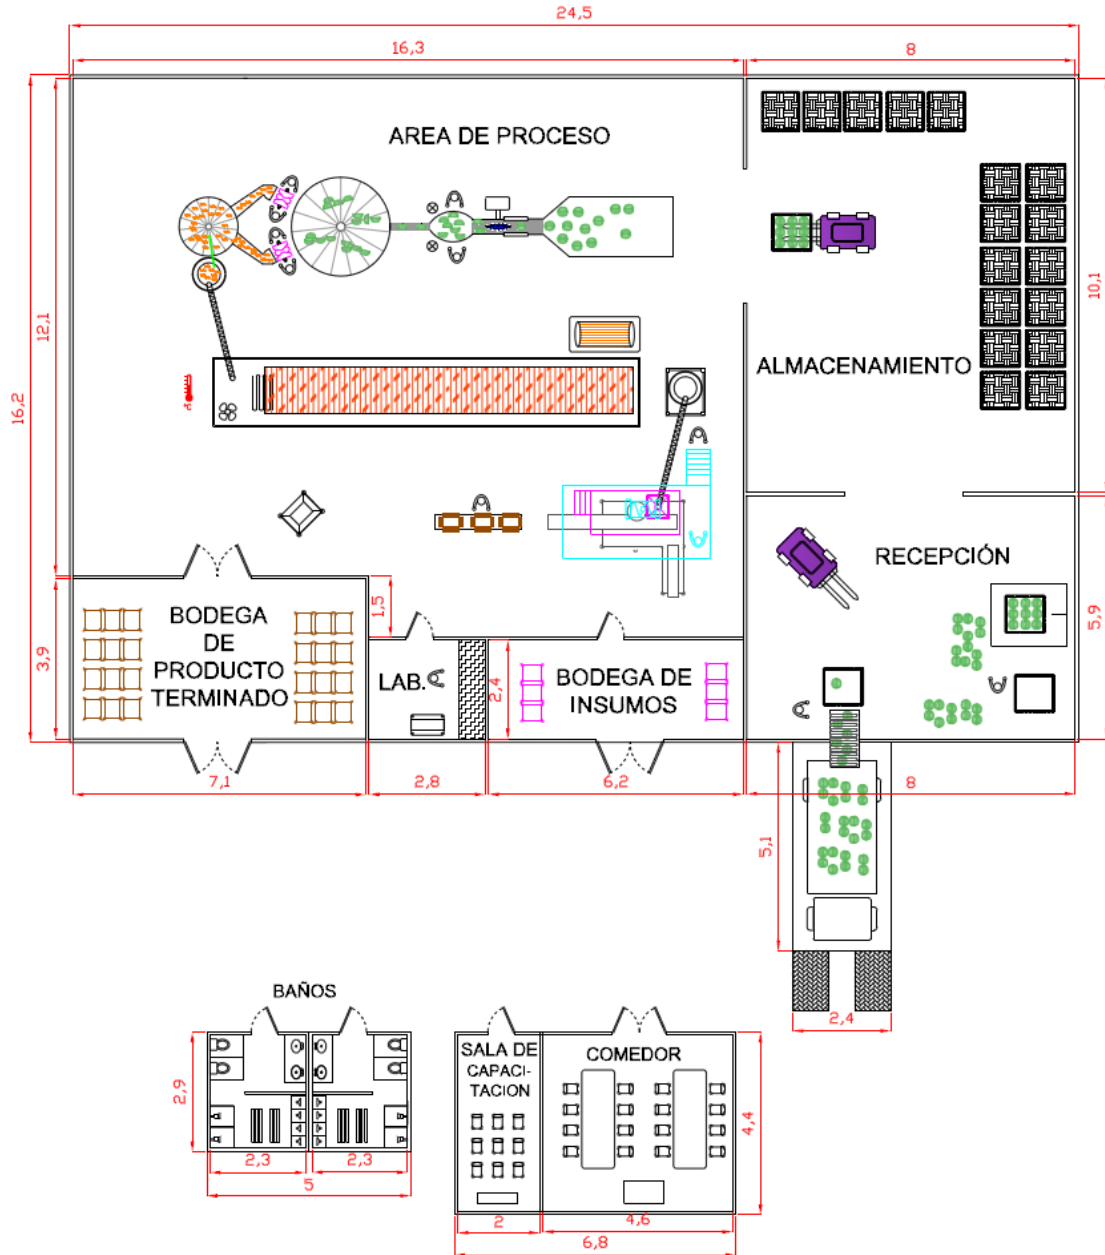 24,5
16,3
8
AREA DE PROCESO
12,1
16,2
10,1
ALMACENAMIENTO
RECEPCIÓN
5,9
1,5
BODEGA
DE
PRODUCTO
TERMINADO
3,9
LAB.
2,4
BODEGA DE
INSUMOS
7,1
2,8
6,2
8
5,1
2,4
BAÑOS
2,9
2,3
2,3
5
SALA DE
CAPACI-
TACION
COMEDOR
4,4
2
4,6
6,8